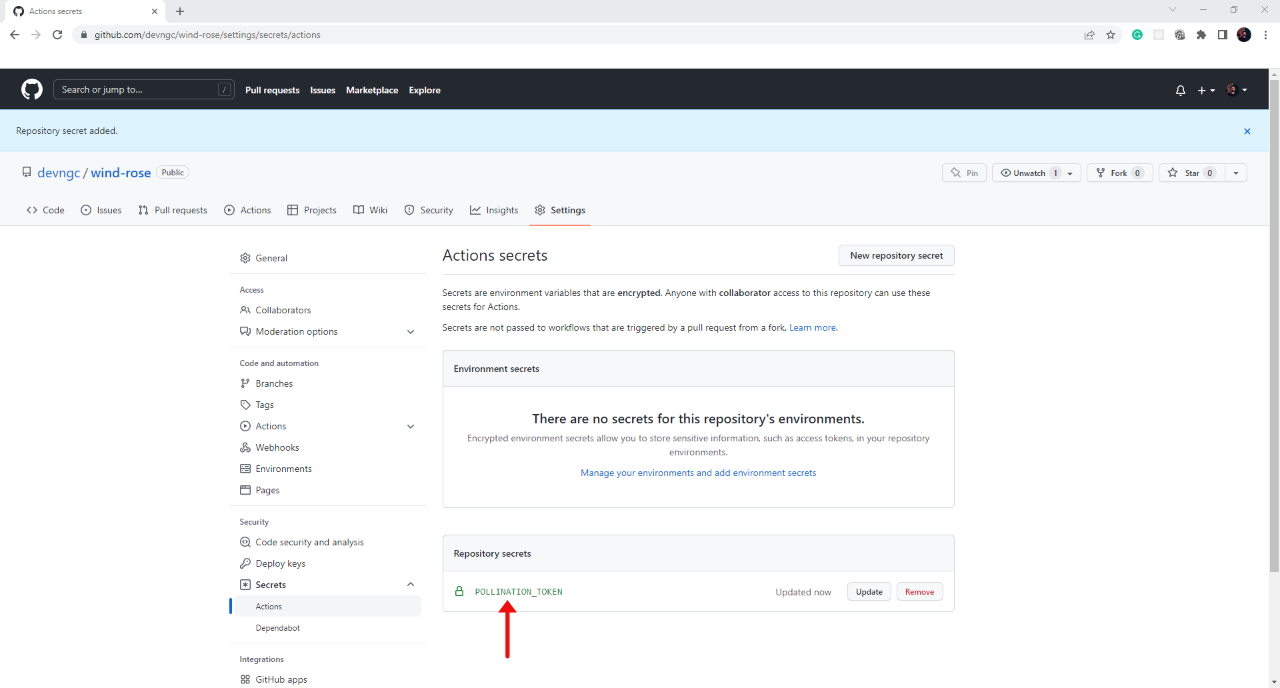 Actions secrets
github.com/devngc/wind-rose/settings/secrets/actions
Search or jump to... /
Pull requests Issues Marketplace Explore
Repository secret added.
devngc / wind-rose Public
Pin Unwatch 1 Fork 0 Star 0
Code Issues Pull requests Actions Projects Wiki Security Insights Settings
General
Access
Collaborators
Moderation options
Code and automation
Branches
Tags
Actions
Webhooks
Environments
Pages
Security
Code security and analysis
Deploy keys
Secrets
Actions
Dependabot
Integrations
GitHub apps
Actions secrets
New repository secret
Secrets are environment variables that are encrypted. Anyone with collaborator access to this repository can use these
secrets for Actions.
Secrets are not passed to workflows that are triggered by a pull request from a fork. Learn more.
Environment secrets
There are no secrets for this repository's environments.
Encrypted environment secrets allow you to store sensitive information, such as access tokens, in your repository
environments.
Manage your environments and add environment secrets
Repository secrets
POLLINATION_TOKEN Updated now Update Remove